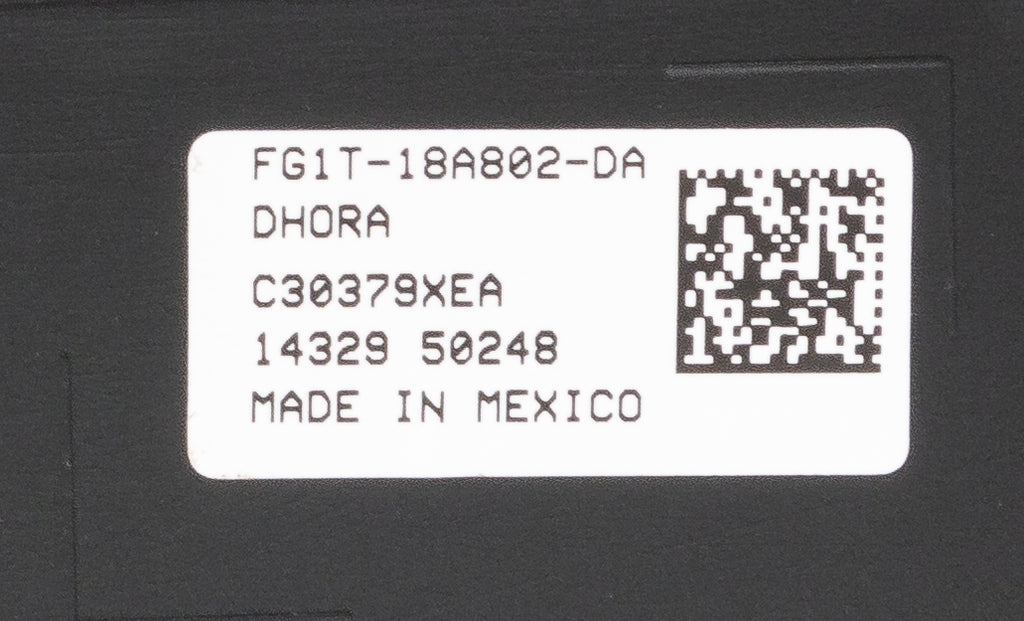 FG1T-18A802-DA
DHORA
C30379XEA
14329 50248
MADE IN MEXICO